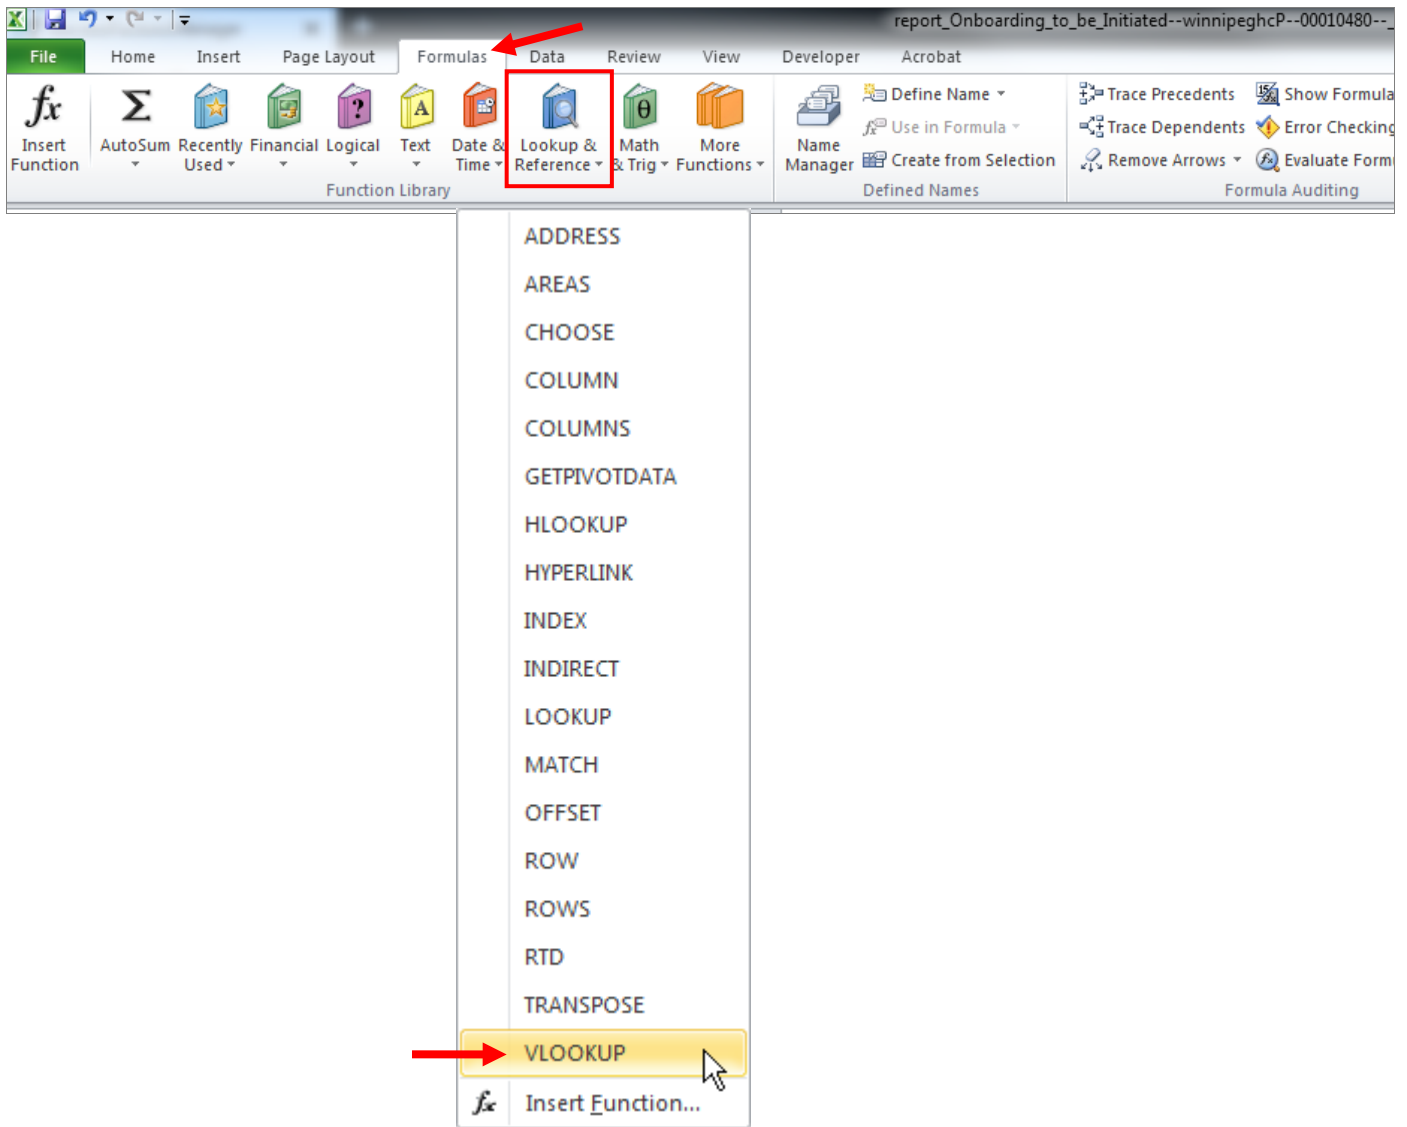 report_Onboarding_to_be_Initiated--winnipeghcP--00010480--_
File Home Insert Page Layout Formulas Data Review View Developer Acrobat
fx Σ ? A θ
Insert Function
AutoSum
Recently Used
Financial
Logical
Text
Date & Time
Lookup & Reference
Math & Trig
More Functions
Function Library
Name Manager
Define Name
Use in Formula
Create from Selection
Defined Names
Trace Precedents
Trace Dependents
Remove Arrows
Show Formula
Error Checking
Evaluate Form
Formula Auditing
ADDRESS
AREAS
CHOOSE
COLUMN
COLUMNS
GETPIVOTDATA
HLOOKUP
HYPERLINK
INDEX
INDIRECT
LOOKUP
MATCH
OFFSET
ROW
ROWS
RTD
TRANSPOSE
VLOOKUP
fx Insert Function...